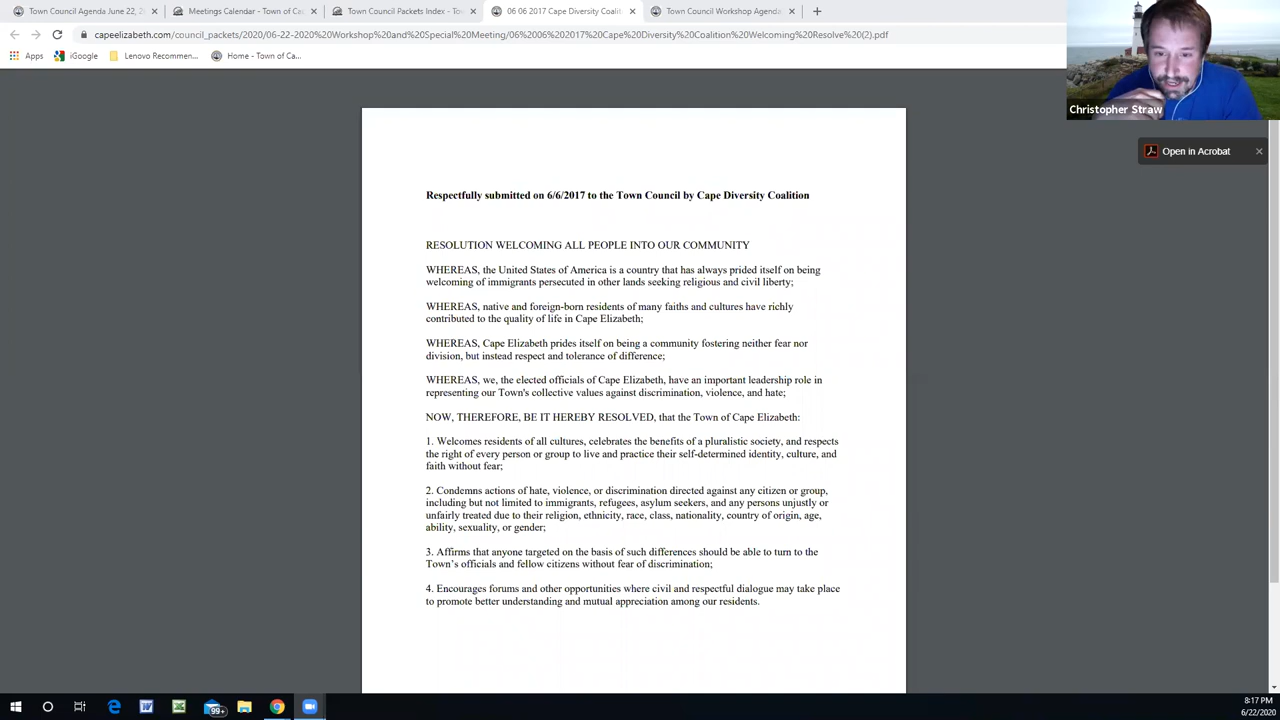 Town Council Agenda June 22, 2
Meetings Calendar - Town of Ca
Town Council Packets Index - To
06 06 2017 Cape Diversity Coali
Town Council Workshop Agenda
capeelizabeth.com/council_packets/2020/06-22-2020%20Workshop%20and%20Special%20Meeting/06%2006%202017%20Cape%20Diversity%20Coalition%20Welcoming%20Resolve%20(2).pdf
Apps
iGoogle
Lenovo Recommen...
Home - Town of Ca...
Christopher Straw
Open in Acrobat
Respectfully submitted on 6/6/2017 to the Town Council by Cape Diversity Coalition
RESOLUTION WELCOMING ALL PEOPLE INTO OUR COMMUNITY
WHEREAS, the United States of America is a country that has always prided itself on being
welcoming of immigrants persecuted in other lands seeking religious and civil liberty;
WHEREAS, native and foreign-born residents of many faiths and cultures have richly
contributed to the quality of life in Cape Elizabeth;
WHEREAS, Cape Elizabeth prides itself on being a community fostering neither fear nor
division, but instead respect and tolerance of difference;
WHEREAS, we, the elected officials of Cape Elizabeth, have an important leadership role in
representing our Town's collective values against discrimination, violence, and hate;
NOW, THEREFORE, BE IT HEREBY RESOLVED, that the Town of Cape Elizabeth:
1. Welcomes residents of all cultures, celebrates the benefits of a pluralistic society, and respects
the right of every person or group to live and practice their self-determined identity, culture, and
faith without fear;
2. Condemns actions of hate, violence, or discrimination directed against any citizen or group,
including but not limited to immigrants, refugees, asylum seekers, and any persons unjustly or
unfairly treated due to their religion, ethnicity, race, class, nationality, country of origin, age,
ability, sexuality, or gender;
3. Affirms that anyone targeted on the basis of such differences should be able to turn to the
Town's officials and fellow citizens without fear of discrimination;
4. Encourages forums and other opportunities where civil and respectful dialogue may take place
to promote better understanding and mutual appreciation among our residents.
99+
8:17 PM
6/22/2020